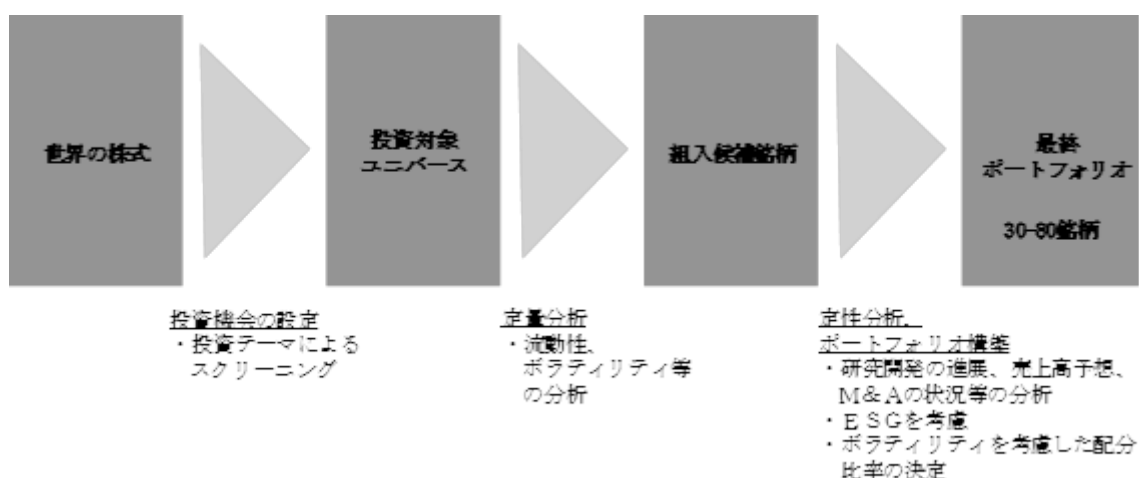 世界の株式
投資対象
ユニバース
組入候補銘柄
最終
ポートフォリオ
30-80銘柄
投資機会の設定
・投資テーマによる
スクリーニング
定量分析
・流動性、
ボラティリティ等
の分析
定性分析、
ポートフォリオ構築
・研究開発の進展、売上高予想、
M&Aの状況等の分析
・ESGを考慮
・ボラティリティを考慮した配分
比率の決定